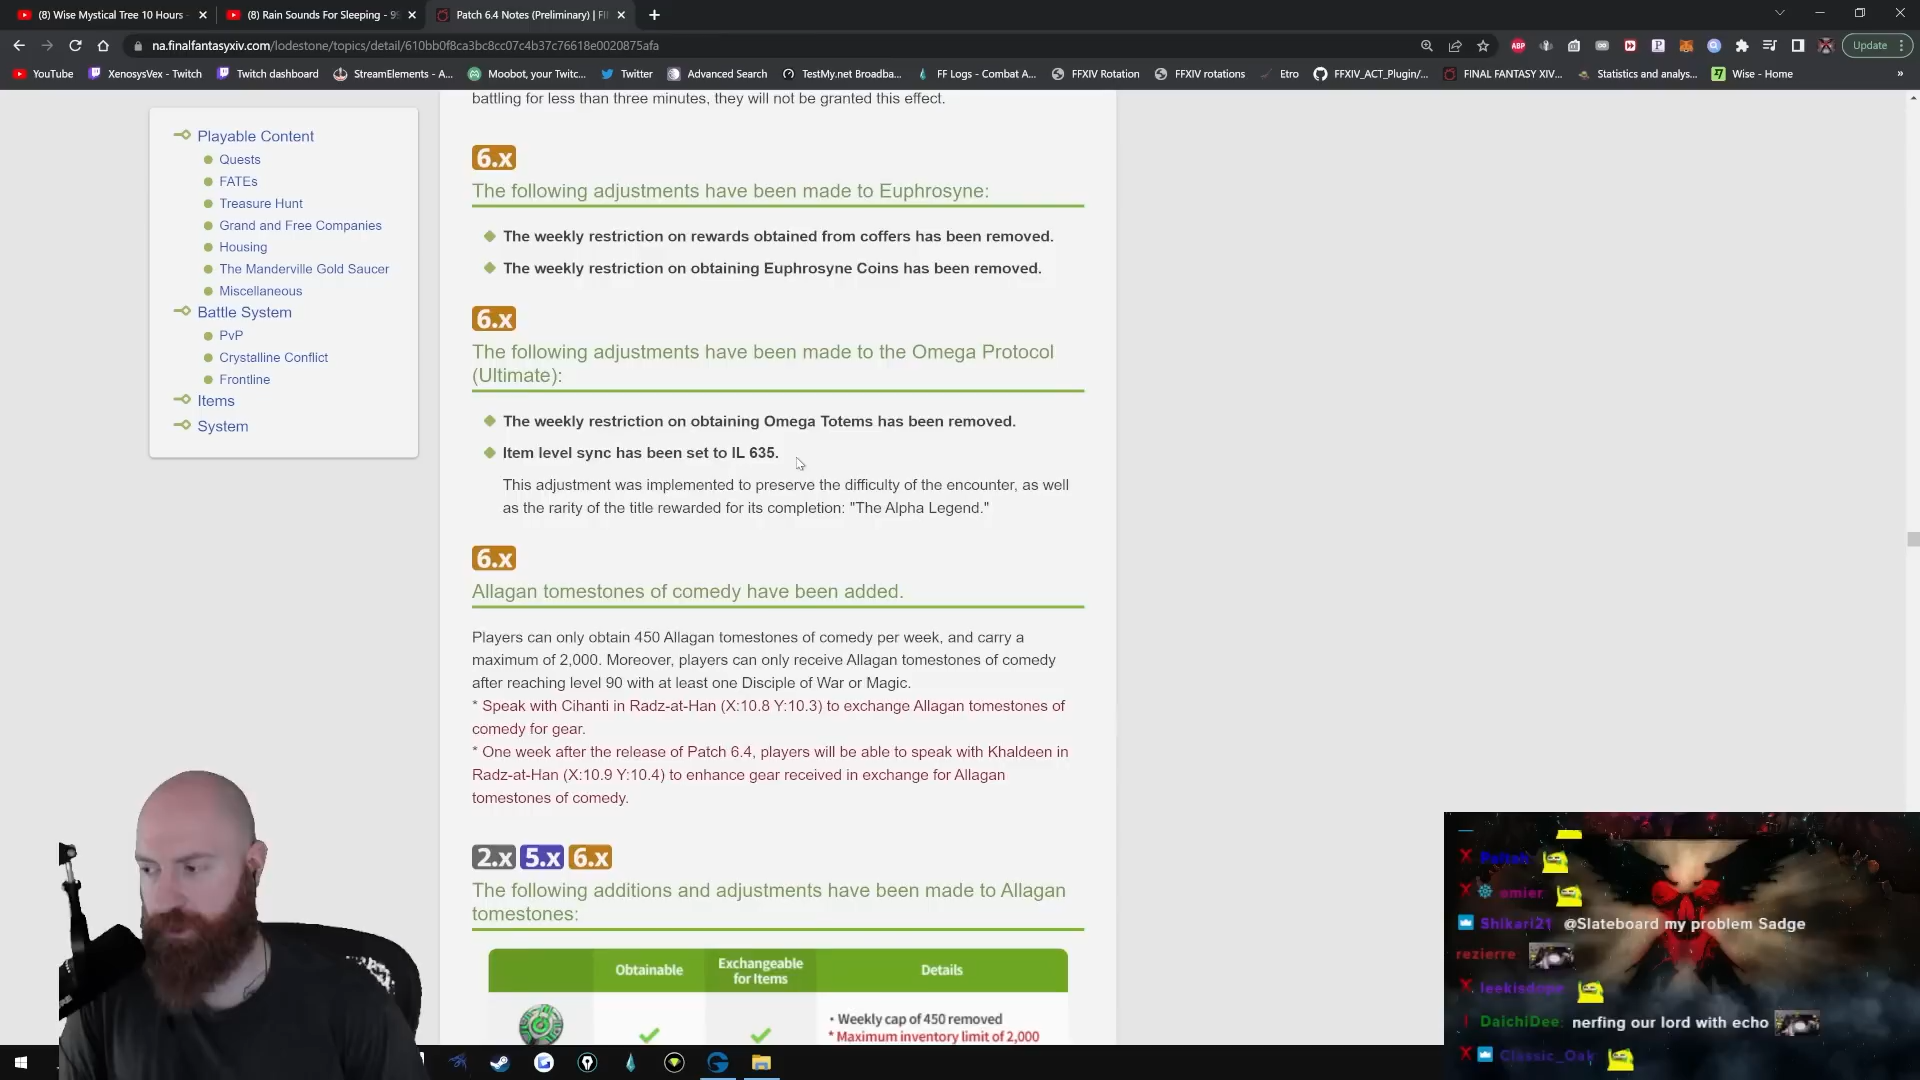 (8) Wise Mystical Tree 10 Hours -
(8) Rain Sounds For Sleeping - 99
Patch 6.4 Notes (Preliminary) | FI
na.finalfantasyxiv.com/lodestone/topics/detail/610bb0f8ca3bc8cc07c4b37c76618e0020875afa
Update
YouTube
XenosysVex - Twitch
Twitch dashboard
StreamElements - A...
Moobot, your Twitc...
Twitter
Advanced Search
TestMy.net Broadba...
FF Logs - Combat A...
FFXIV Rotation
FFXIV rotations
Etro
FFXIV_ACT_Plugin/...
FINAL FANTASY XIV...
Statistics and analys...
Wise - Home
Playable Content
Quests
FATEs
Treasure Hunt
Grand and Free Companies
Housing
The Manderville Gold Saucer
Miscellaneous
Battle System
PvP
Crystalline Conflict
Frontline
Items
System
battling for less than three minutes, they will not be granted this effect.
6.x
The following adjustments have been made to Euphrosyne:
The weekly restriction on rewards obtained from coffers has been removed.
The weekly restriction on obtaining Euphrosyne Coins has been removed.
6.x
The following adjustments have been made to the Omega Protocol
(Ultimate):
The weekly restriction on obtaining Omega Totems has been removed.
Item level sync has been set to IL 635.
This adjustment was implemented to preserve the difficulty of the encounter, as well
as the rarity of the title rewarded for its completion: "The Alpha Legend."
6.x
Allagan tomestones of comedy have been added.
Players can only obtain 450 Allagan tomestones of comedy per week, and carry a
maximum of 2,000. Moreover, players can only receive Allagan tomestones of comedy
after reaching level 90 with at least one Disciple of War or Magic.
* Speak with Cihanti in Radz-at-Han (X:10.8 Y:10.3) to exchange Allagan tomestones of
comedy for gear.
* One week after the release of Patch 6.4, players will be able to speak with Khaldeen in
Radz-at-Han (X:10.9 Y:10.4) to enhance gear received in exchange for Allagan
tomestones of comedy.
2.x 5.x 6.x
The following additions and adjustments have been made to Allagan
tomestones:
Obtainable
Exchangeable
for Items
Details
• Weekly cap of 450 removed
* Maximum inventory limit of 2,000
omier
Shikari21 @Slateboard my problem Sadge
rezierre
leekisdope
DaichiDee: nerfing our lord with echo
Classic_Oak